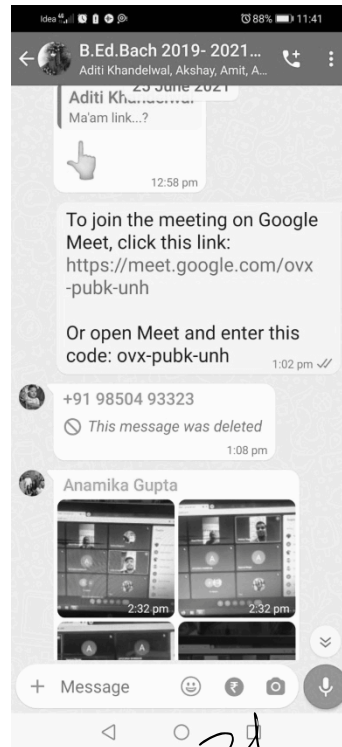 Idea 88% 11:41
B.Ed.Bach 2019- 2021...
Aditi Khandelwal, Akshay, Amit, A...
25 June 2021
Aditi Khandelwal
Ma'am link...?
12:58 pm
To join the meeting on Google
Meet, click this link:
https://meet.google.com/ovx
-pubk-unh
Or open Meet and enter this
code: ovx-pubk-unh
1:02 pm
+91 98504 93323
This message was deleted
1:08 pm
Anamika Gupta
2:32 pm 2:32 pm
Message